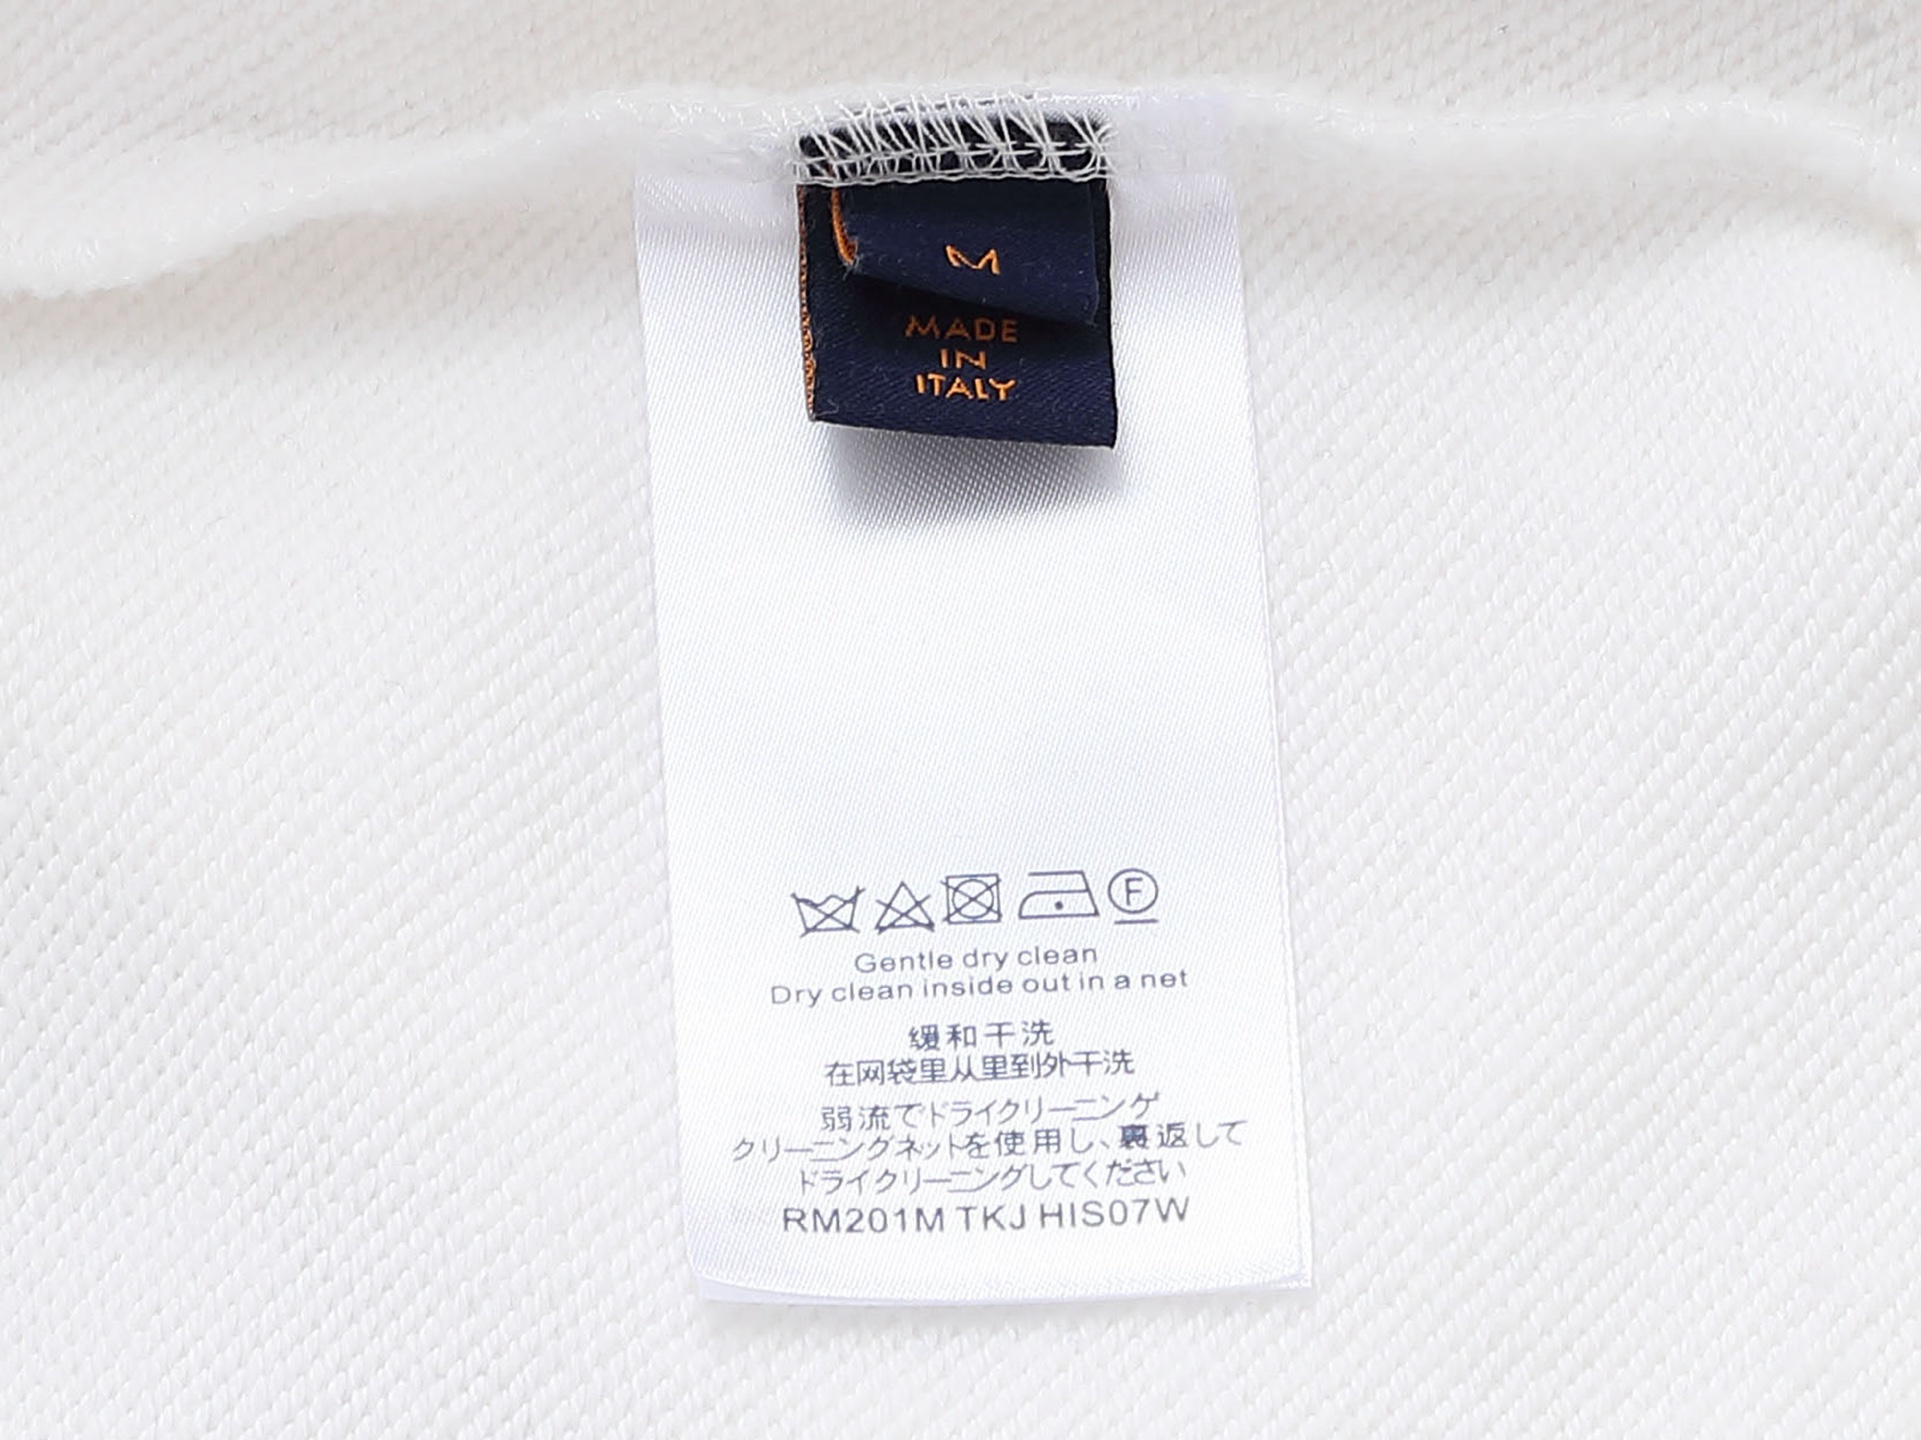 M
MADE
IN
ITALY
F
Gentle dry clean
Dry clean inside out in a net
缓和干洗
在网袋里从里到外干洗
弱流でドライクリーニング
クリーニングネットを使用し、裏返して
ドライクリーニングしてください
RM201M TKJ HIS07W